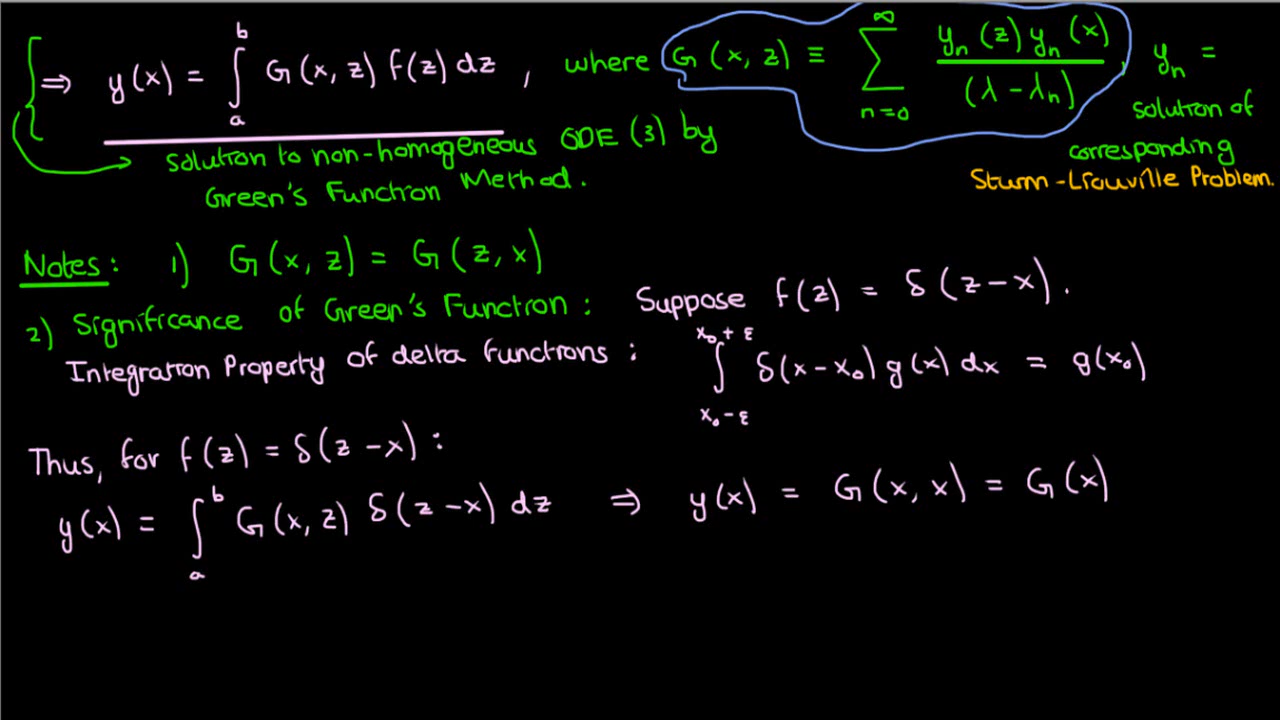 ⇒ y(x) = ∫_a^b G(x, z) f(z) dz , where G(x, z) ≡ ∑_{n=0}^∞ y_n(z) y_n(x) / (λ - λ_n) , y_n =
solution of
corresponding
Sturm-Liouville Problem.
solution to non-homogeneous ODE (3) by
Green's Function Method.
Notes: 1) G(x, z) = G(z, x)
2) Significance of Green's Function: Suppose f(z) = δ(z-x).
Integration Property of delta functions: ∫_{x₀-ε}^{x₀+ε} δ(x-x₀) g(x) dx = g(x₀)
Thus, for f(z) = δ(z-x):
y(x) = ∫_a^b G(x, z) δ(z-x) dz ⇒ y(x) = G(x, x) = G(x)